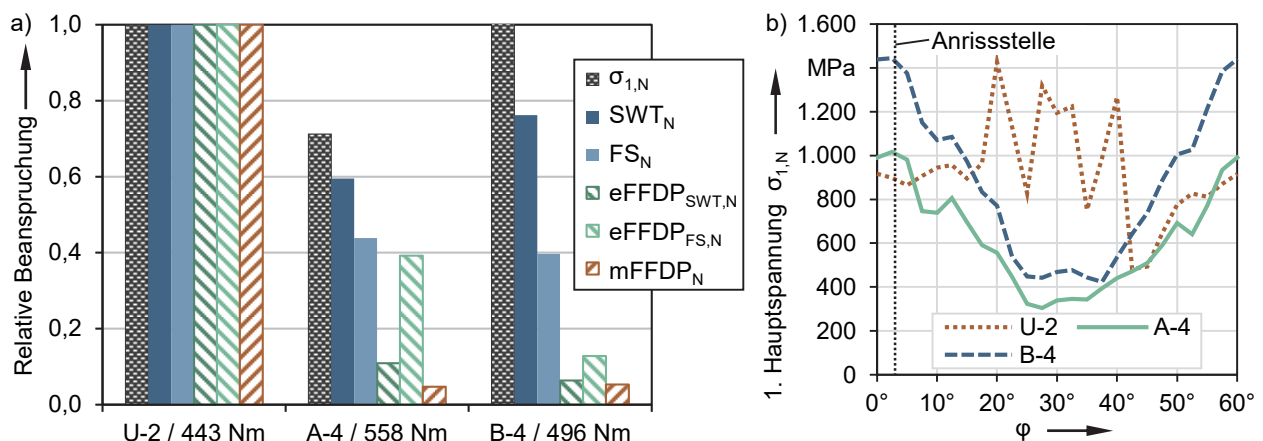 a)
Relative Beanspruchung
1,0
0,8
0,6
0,4
0,2
0,0
U-2 / 443 Nm
A-4 / 558 Nm
B-4 / 496 Nm
σ1,N
SWTN
FSN
eFFDPSWT,N
eFFDPFS,N
mFFDPN
b)
1. Hauptspannung σ1,N
1.600
MPa
1.200
1.000
800
600
400
200
0
Anrissstelle
U-2
A-4
B-4
0°
10°
20°
30°
40°
50°
60°
φ